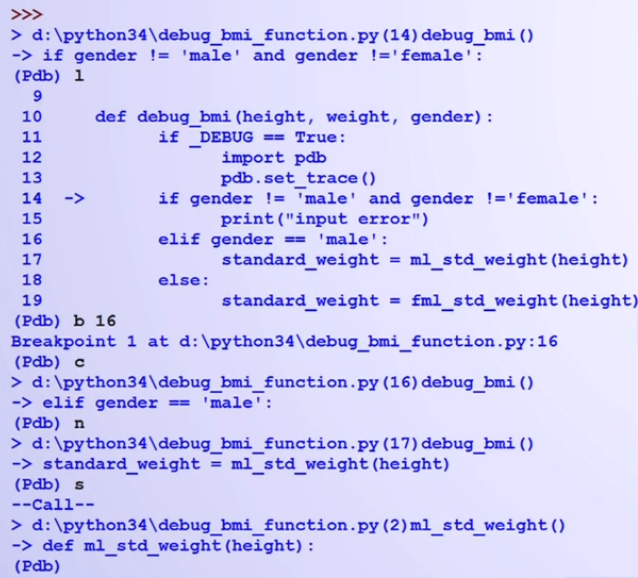 >>>
> d:\python34\debug_bmi_function.py(14)debug_bmi()
-> if gender != 'male' and gender !='female':
(Pdb) l
  9
 10     def debug_bmi(height, weight, gender):
 11           if _DEBUG == True:
 12                 import pdb
 13                 pdb.set_trace()
 14  ->       if gender != 'male' and gender !='female':
 15                 print("input error")
 16           elif gender == 'male':
 17                 standard_weight = ml_std_weight(height)
 18           else:
 19                 standard_weight = fml_std_weight(height)
(Pdb) b 16
Breakpoint 1 at d:\python34\debug_bmi_function.py:16
(Pdb) c
> d:\python34\debug_bmi_function.py(16)debug_bmi()
-> elif gender == 'male':
(Pdb) n
> d:\python34\debug_bmi_function.py(17)debug_bmi()
-> standard_weight = ml_std_weight(height)
(Pdb) s
--Call--
> d:\python34\debug_bmi_function.py(2)ml_std_weight()
-> def ml_std_weight(height):
(Pdb)